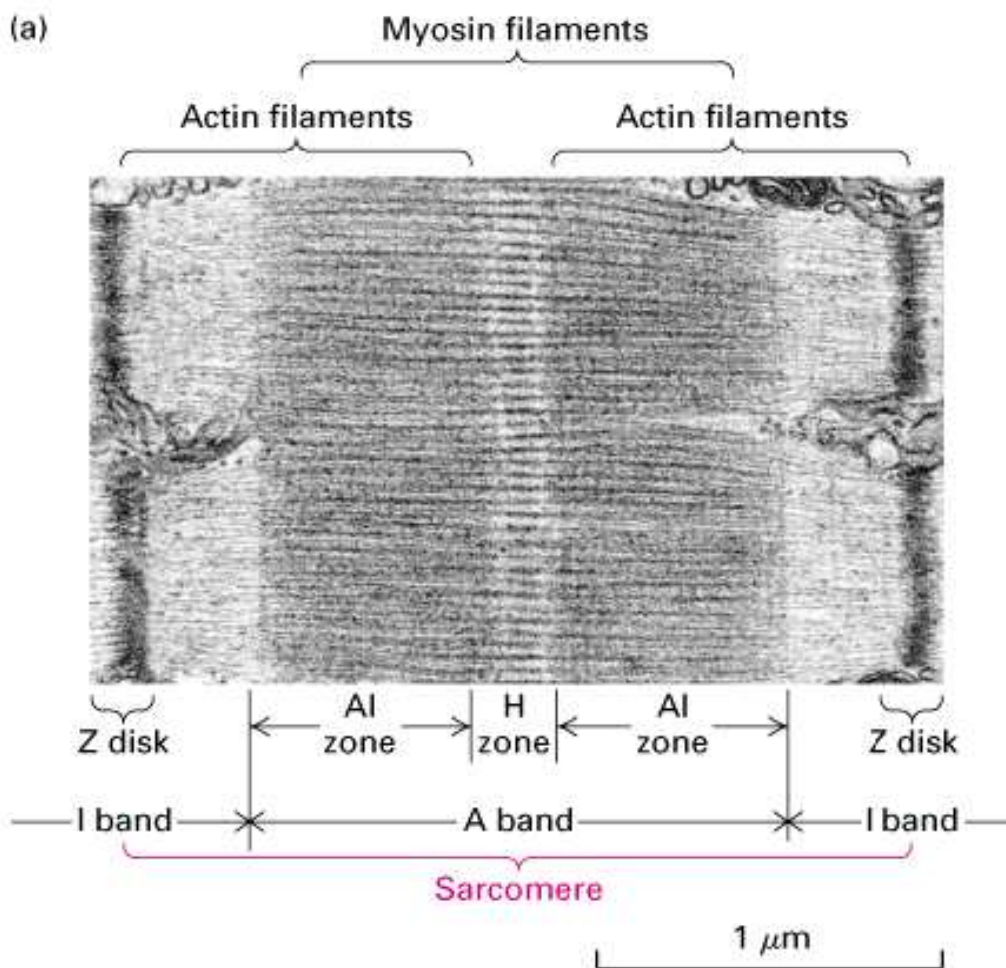 (a)
Myosin filaments
Actin filaments Actin filaments
AI H AI
Z disk zone zone zone Z disk
I band A band I band
Sarcomere
1 μm